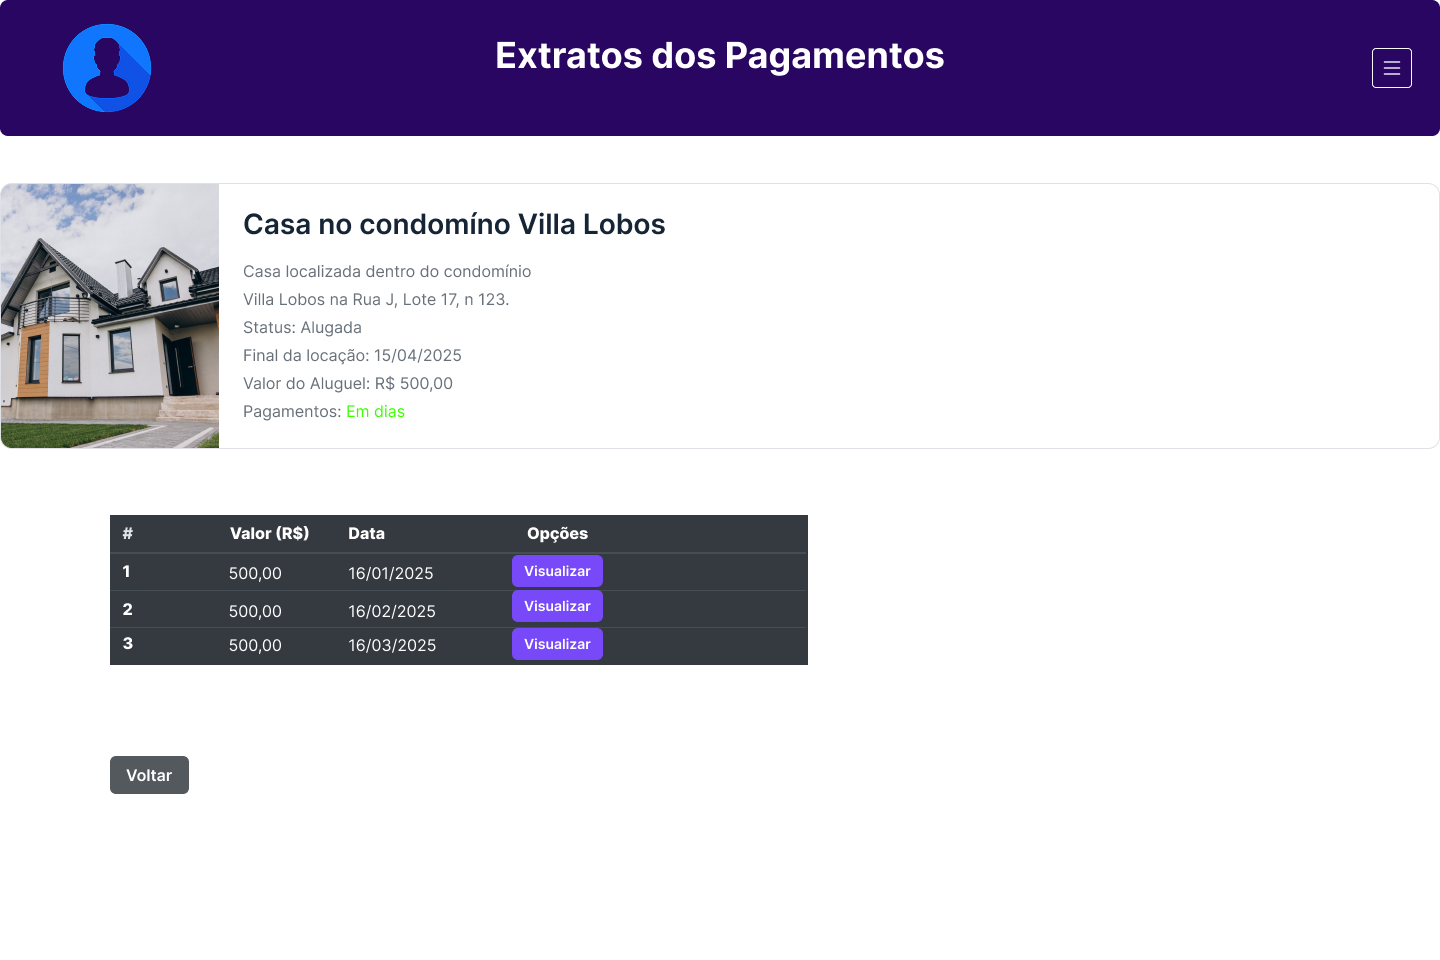 Extratos dos Pagamentos
Casa no condomíno Villa Lobos
Casa localizada dentro do condomínio
Villa Lobos na Rua J, Lote 17, n 123.
Status: Alugada
Final da locação: 15/04/2025
Valor do Aluguel: R$ 500,00
Pagamentos: Em dias
# Valor (R$) Data Opções
1 500,00 16/01/2025 Visualizar
2 500,00 16/02/2025 Visualizar
3 500,00 16/03/2025 Visualizar
Voltar